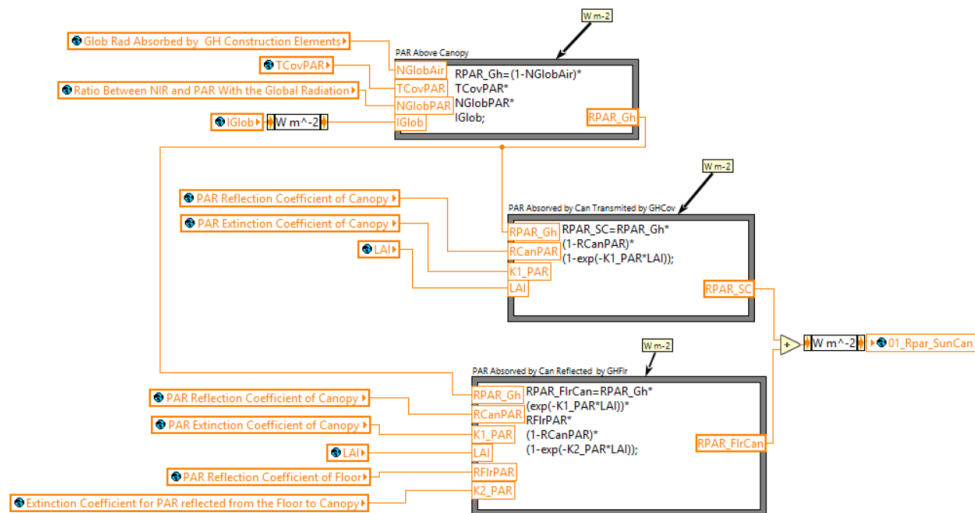 W m-2
Glob Rad Absorbed by GH Construction Elements
PAR Above Canopy
TCovPAR
Ratio Between NIR and PAR With the Global Radiation
IGlob
W m^-2
NGlobAir
TCovPAR
NGlobPAR
IGlob
RPAR_Gh=(1-NGlobAir)*
TCovPAR*
NGlobPAR*
IGlob;
RPAR_Gh
W m-2
PAR Reflection Coefficient of Canopy
PAR Extinction Coefficient of Canopy
LAI
PAR Absorved by Can Transmited by GHCov
RPAR_Gh
RCanPAR
K1_PAR
LAI
RPAR_SC=RPAR_Gh*
(1-RCanPAR)*
(1-exp(-K1_PAR*LAI));
RPAR_SC
W m^-2
01_Rpar_SunCan
W m-2
PAR Absorved by Can Reflected by GHFlr
PAR Reflection Coefficient of Canopy
PAR Extinction Coefficient of Canopy
LAI
PAR Reflection Coefficient of Floor
Extinction Coefficient for PAR reflected from the Floor to Canopy
RPAR_Gh
RCanPAR
K1_PAR
LAI
RFlrPAR
K2_PAR
RPAR_FlrCan=RPAR_Gh*
(exp(-K1_PAR*LAI))*
RFlrPAR*
(1-RCanPAR)*
(1-exp(-K2_PAR*LAI));
RPAR_FlrCan